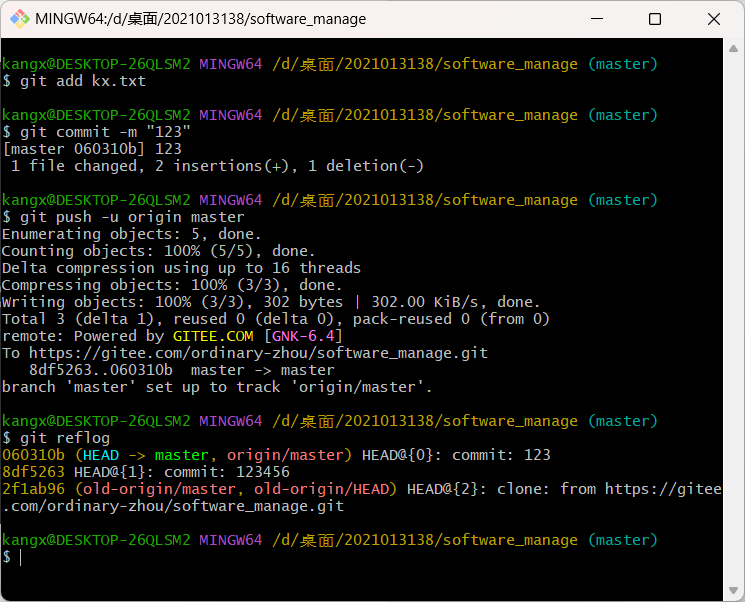 MINGW64:/d/桌面/2021013138/software_manage
kangx@DESKTOP-26QLSM2 MINGW64 /d/桌面/2021013138/software_manage (master)
$ git add kx.txt
kangx@DESKTOP-26QLSM2 MINGW64 /d/桌面/2021013138/software_manage (master)
$ git commit -m "123"
[master 060310b] 123
 1 file changed, 2 insertions(+), 1 deletion(-)
kangx@DESKTOP-26QLSM2 MINGW64 /d/桌面/2021013138/software_manage (master)
$ git push -u origin master
Enumerating objects: 5, done.
Counting objects: 100% (5/5), done.
Delta compression using up to 16 threads
Compressing objects: 100% (3/3), done.
Writing objects: 100% (3/3), 302 bytes | 302.00 KiB/s, done.
Total 3 (delta 1), reused 0 (delta 0), pack-reused 0 (from 0)
remote: Powered by GITEE.COM [GNK-6.4]
To https://gitee.com/ordinary-zhou/software_manage.git
   8df5263..060310b  master -> master
branch 'master' set up to track 'origin/master'.
kangx@DESKTOP-26QLSM2 MINGW64 /d/桌面/2021013138/software_manage (master)
$ git reflog
060310b (HEAD -> master, origin/master) HEAD@{0}: commit: 123
8df5263 HEAD@{1}: commit: 123456
2f1ab96 (old-origin/master, old-origin/HEAD) HEAD@{2}: clone: from https://gitee
.com/ordinary-zhou/software_manage.git
kangx@DESKTOP-26QLSM2 MINGW64 /d/桌面/2021013138/software_manage (master)
$